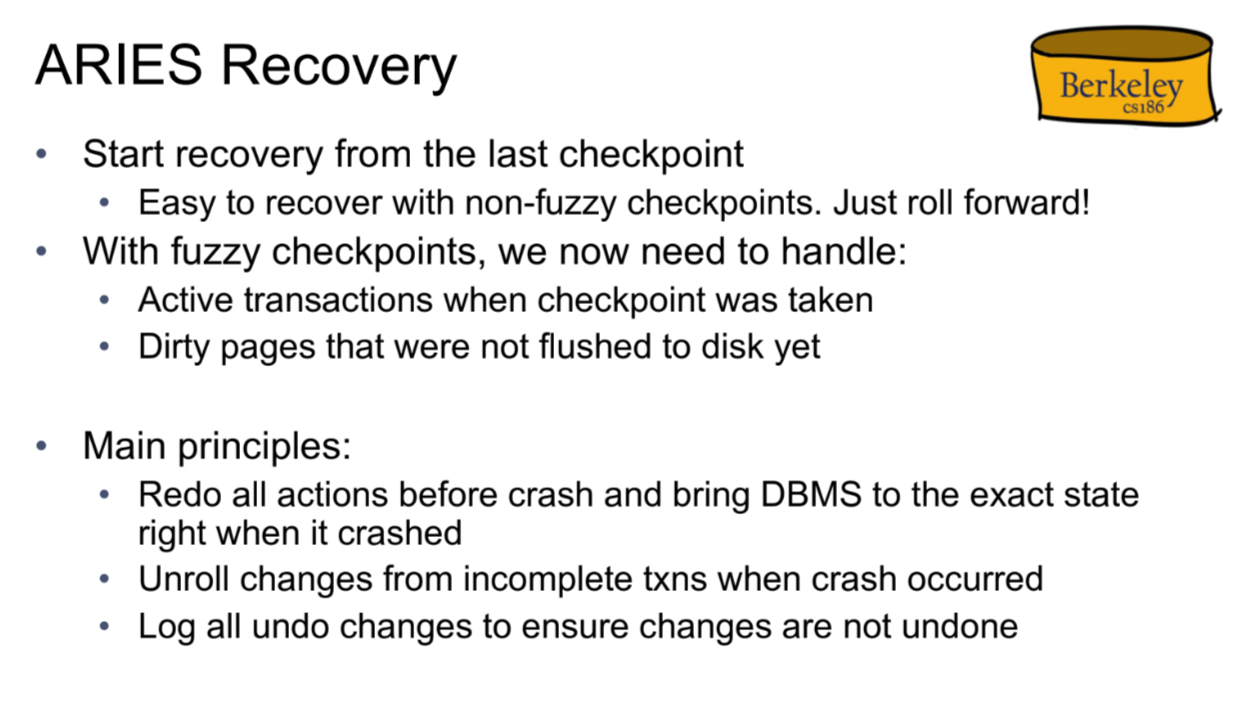 ARIES Recovery
Berkeley
cs186
• Start recovery from the last checkpoint
• Easy to recover with non-fuzzy checkpoints. Just roll forward!
• With fuzzy checkpoints, we now need to handle:
• Active transactions when checkpoint was taken
• Dirty pages that were not flushed to disk yet
• Main principles:
• Redo all actions before crash and bring DBMS to the exact state
right when it crashed
• Unroll changes from incomplete txns when crash occurred
• Log all undo changes to ensure changes are not undone